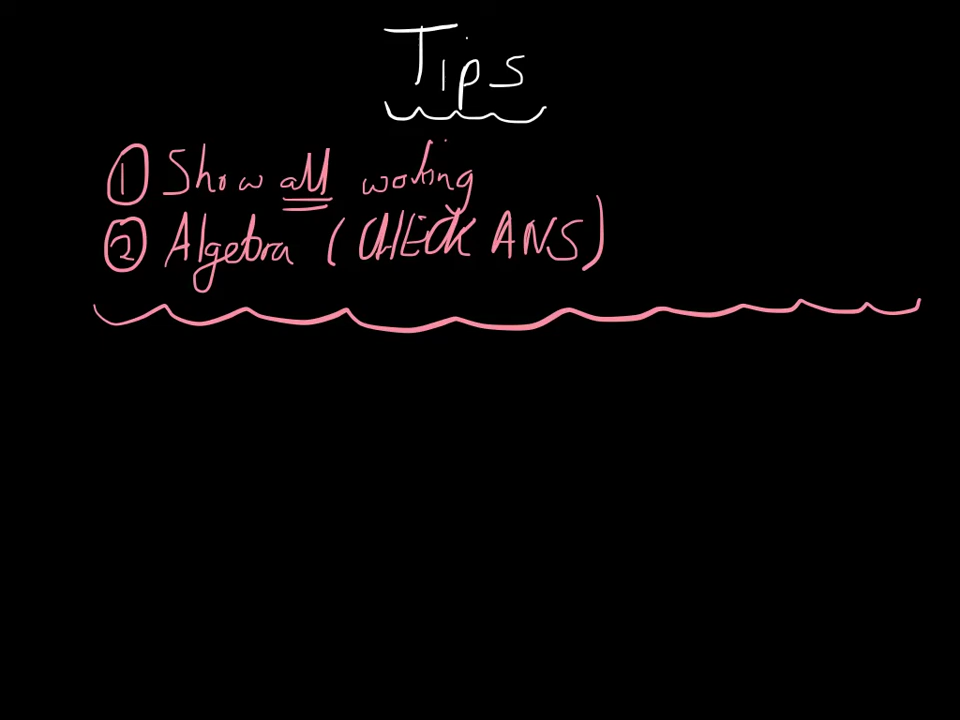 Tips
① Show all working
② Algebra (CHECK ANS)